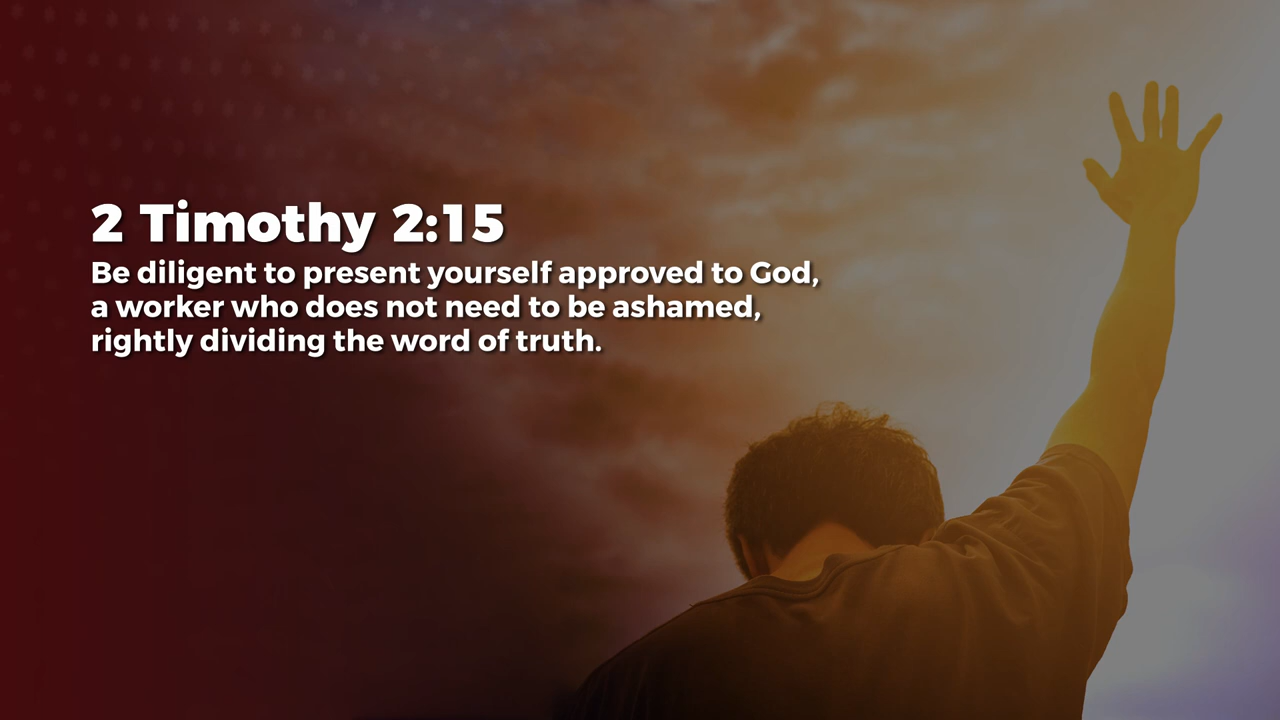 2 Timothy 2:15
Be diligent to present yourself approved to God,
a worker who does not need to be ashamed,
rightly dividing the word of truth.